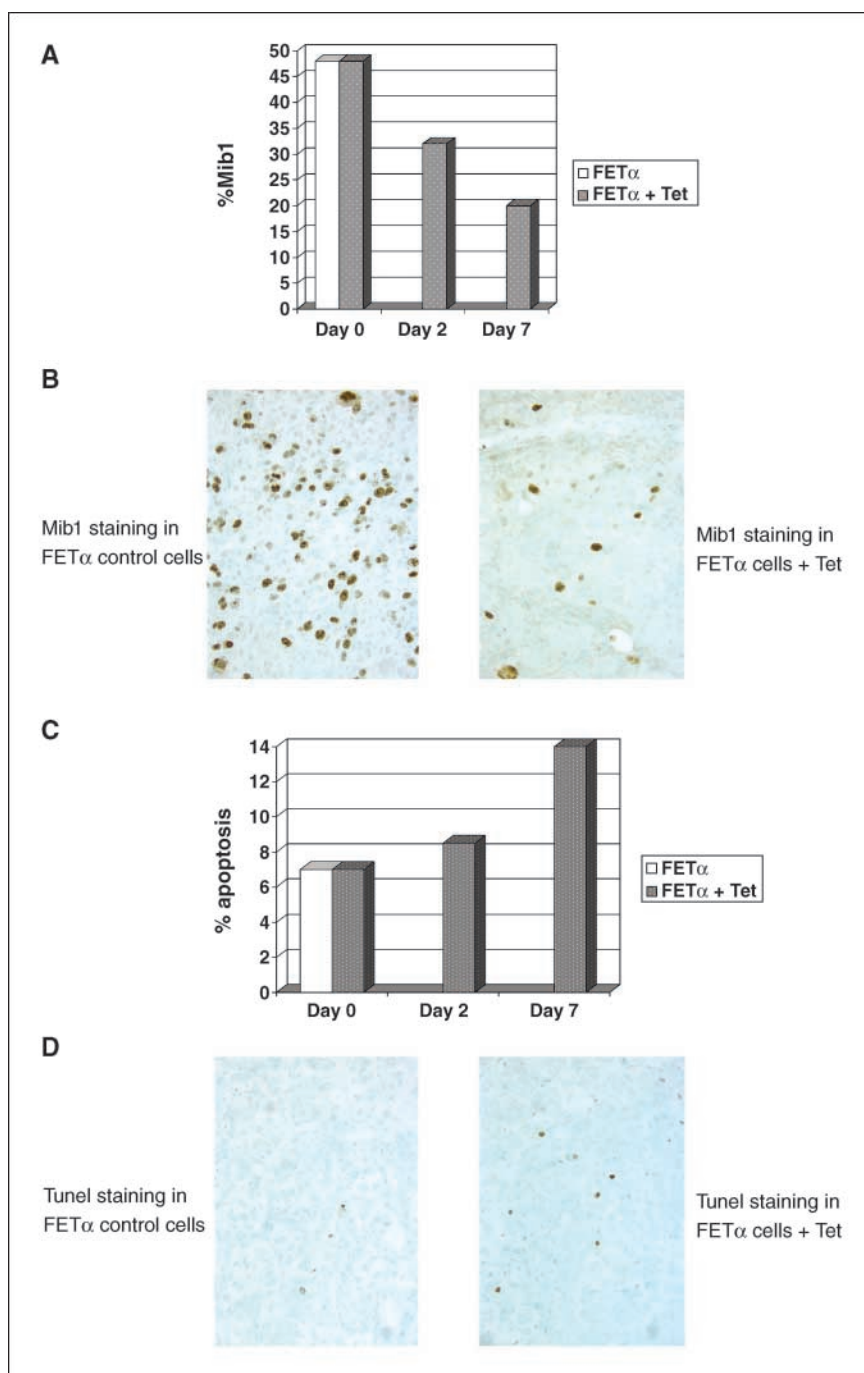 A
50
45
40
35
30
25
20
15
10
5
0
%Mib1
Day 0 Day 2 Day 7
FETα
FETα + Tet
B
Mib1 staining in
FETα control cells
Mib1 staining in
FETα cells + Tet
C
14
12
10
8
6
4
2
0
% apoptosis
Day 0 Day 2 Day 7
FETα
FETα + Tet
D
Tunel staining in
FETα control cells
Tunel staining in
FETα cells + Tet